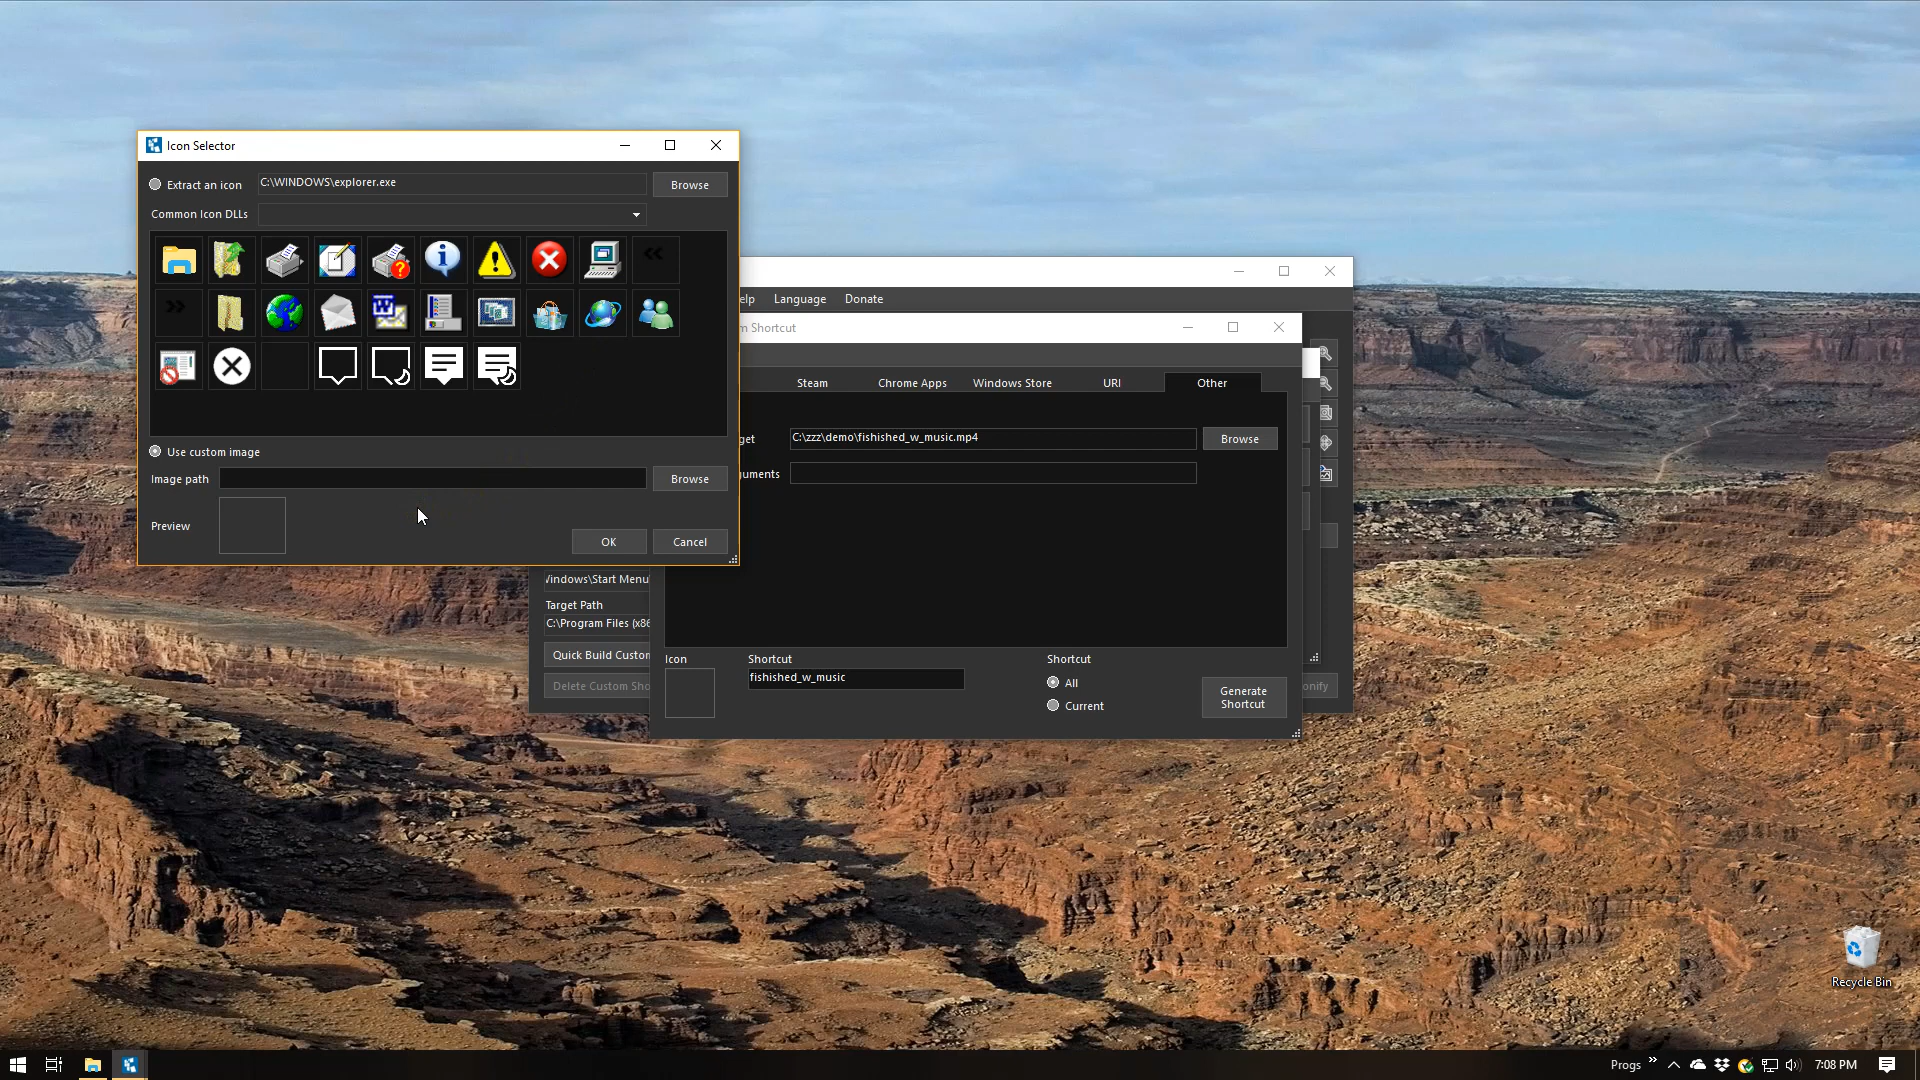 Icon Selector
Extract an icon
C:\WINDOWS\explorer.exe
Browse
Common Icon DLLs
Use custom image
Image path
Browse
Preview
OK
Cancel
elp
Language
Donate
m Shortcut
Steam
Chrome Apps
Windows Store
URI
Other
get
C:\zzz\demo\fishished_w_music.mp4
Browse
uments
indows\Start Menu
Target Path
C:\Program Files (x86
Quick Build Custom
Delete Custom Sho
Icon
Shortcut
fishished_w_music
Shortcut
All
Current
Generate
Shortcut
onify
Recycle Bin
Progs
7:08 PM